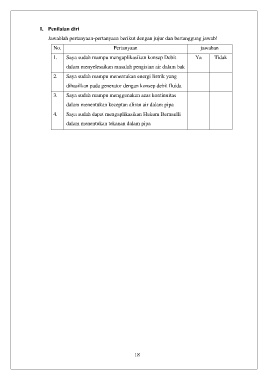 I. Penilaian diri
Jawablah pertanyaan-pertanyaan berikut dengan jujur dan bertanggung jawab!
No. Pertanyaan jawaban
1. Saya sudah mampu mengaplikasikan konsep Debit Ya Tidak
dalam menyelesaikan masalah pengisian air dalam bak
2. Saya sudah mampu menentukan energi listrik yang
dihasilkan pada generator dengan konsep debit fluida
3. Saya sudah mampu menggunakan azas kontinuitas
dalam menentukan kecepatan aliran air dalam pipa
4. Saya sudah dapat mengaplikasikan Hukum Bernoulli
dalam menentukan tekanan dalam pipa
18